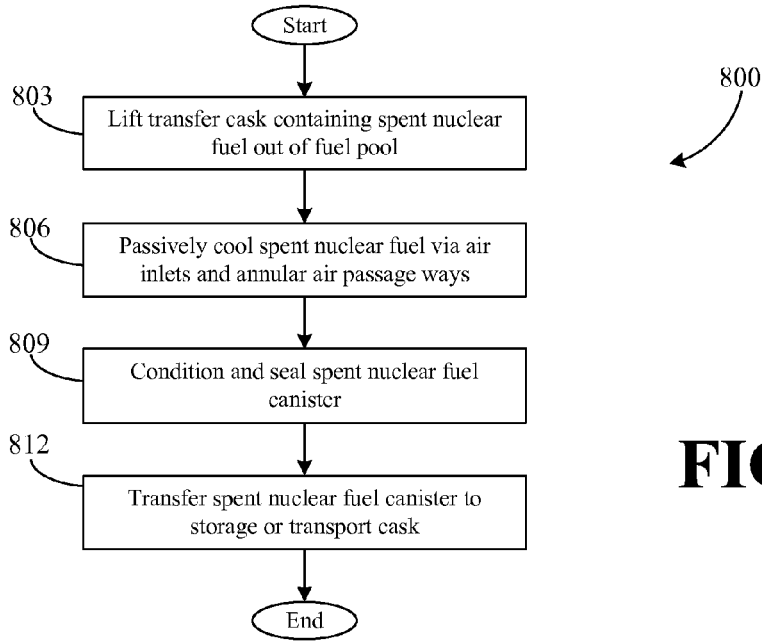 Start
803
800
Lift transfer cask containing spent nuclear
fuel out of fuel pool
806
Passively cool spent nuclear fuel via air
inlets and annular air passage ways
809
Condition and seal spent nuclear fuel
canister
812
Transfer spent nuclear fuel canister to
storage or transport cask
End